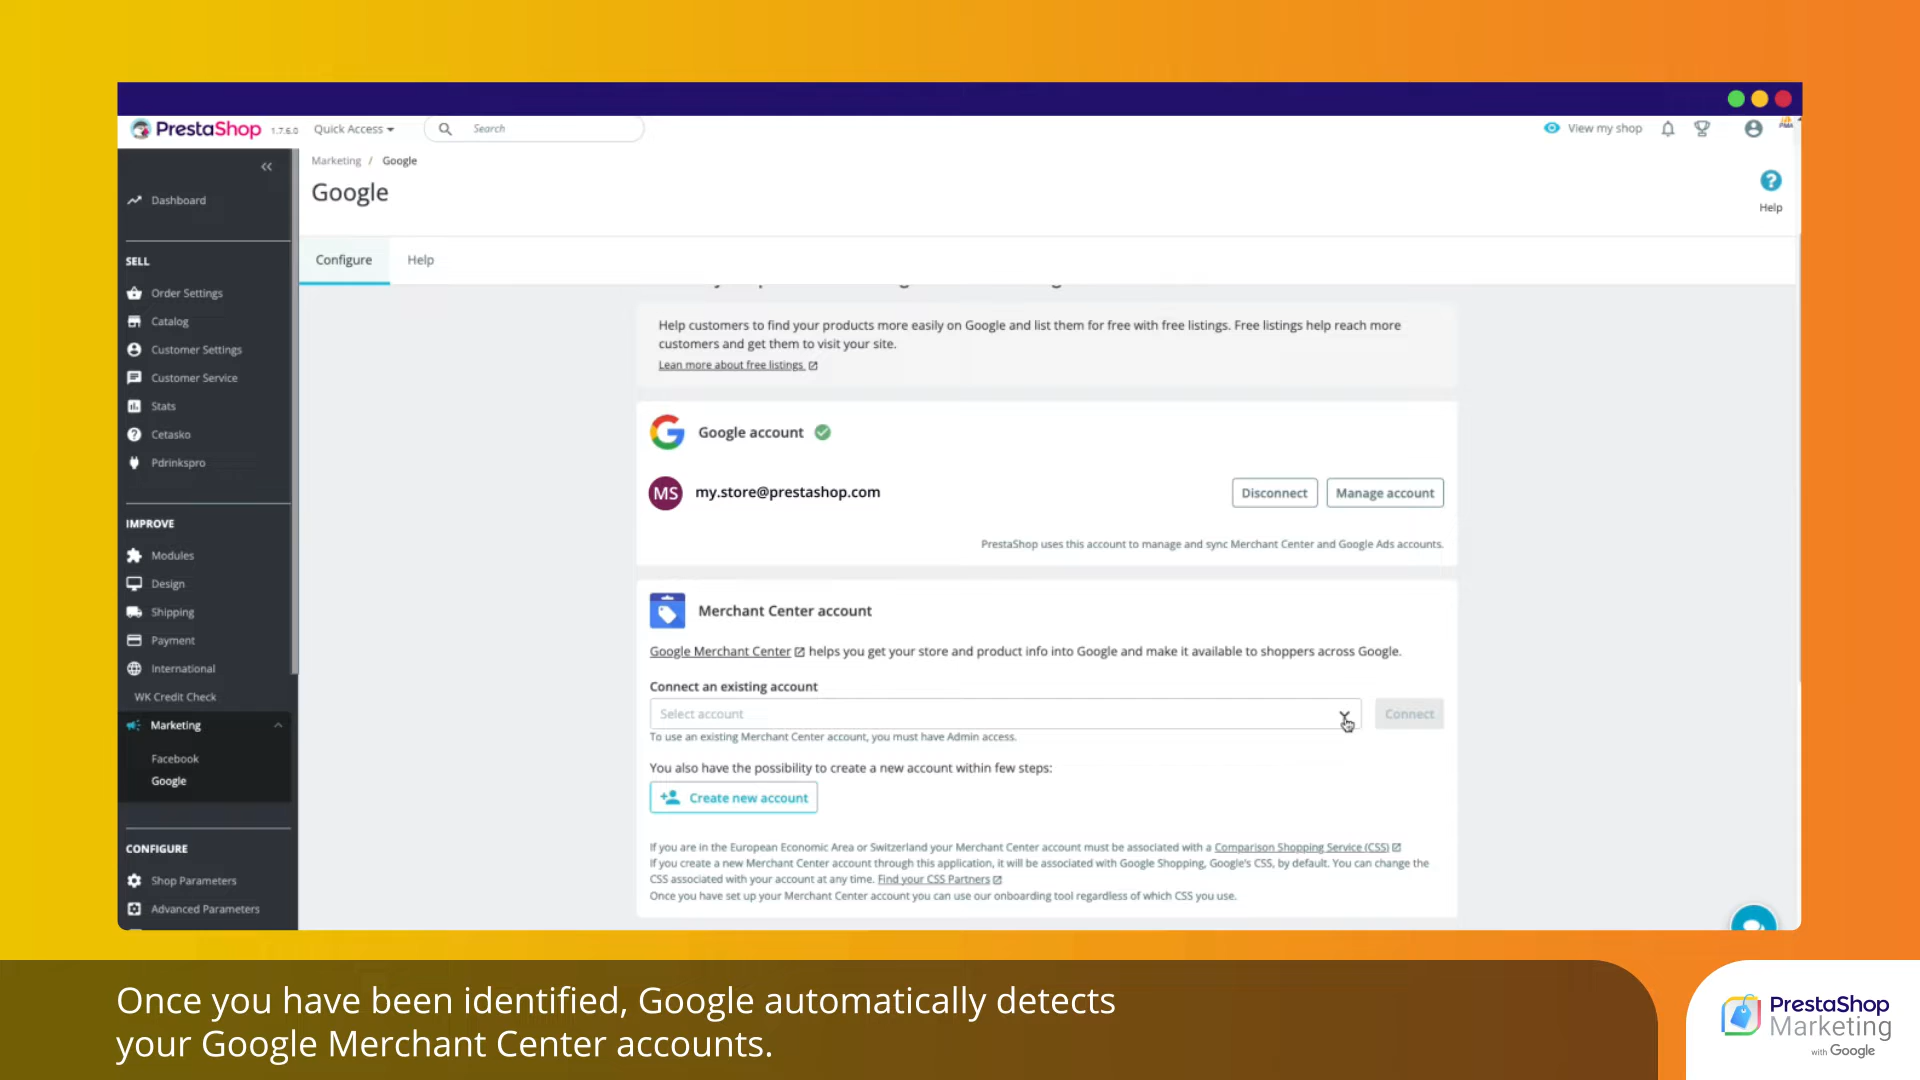 PrestaShop 1.7.6.0 Quick Access Search View my shop
Marketing / Google
Google
Help
Configure Help
Dashboard
SELL
Order Settings
Catalog
Customer Settings
Customer Service
Stats
Cetasko
Pdrinkspro
IMPROVE
Modules
Design
Shipping
Payment
International
WK Credit Check
Marketing
Facebook
Google
CONFIGURE
Shop Parameters
Advanced Parameters
Help customers to find your products more easily on Google and list them for free with free listings. Free listings help reach more
customers and get them to visit your site.
Lean more about free listings
Google account
MS my.store@prestashop.com Disconnect Manage account
PrestaShop uses this account to manage and sync Merchant Center and Google Ads accounts.
Merchant Center account
Google Merchant Center helps you get your store and product info into Google and make it available to shoppers across Google.
Connect an existing account
Select account Connect
To use an existing Merchant Center account, you must have Admin access.
You also have the possibility to create a new account within few steps:
Create new account
If you are in the European Economic Area or Switzerland your Merchant Center account must be associated with a Comparison Shopping Service (CSS)
If you create a new Merchant Center account through this application, it will be associated with Google Shopping, Google's CSS, by default. You can change the
CSS associated with your account at any time. Find your CSS Partners
Once you have set up your Merchant Center account you can use our onboarding tool regardless of which CSS you use.
Once you have been identified, Google automatically detects
your Google Merchant Center accounts.
PrestaShop
Marketing
with Google